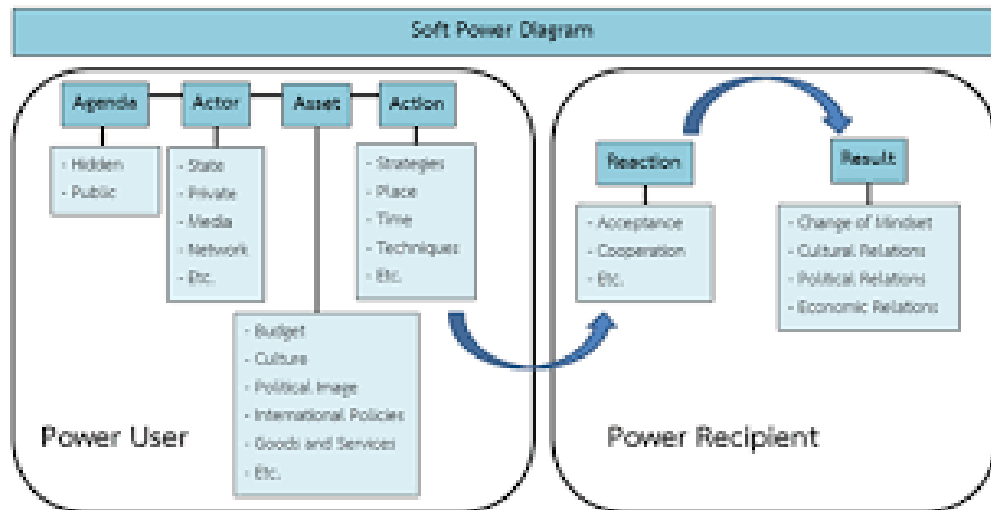 Soft Power Diagram
Agenda
- Hidden
- Public
Actor
- State
- Private
- Media
- Network
- Etc.
Asset
- Budget
- Culture
- Political Image
- International Policies
- Goods and Services
- Etc.
Action
- Strategies
- Place
- Time
- Techniques
- Etc.
Power User
Reaction
- Acceptance
- Cooperation
- Etc.
Result
- Change of Mindset
- Cultural Relations
- Political Relations
- Economic Relations
Power Recipient